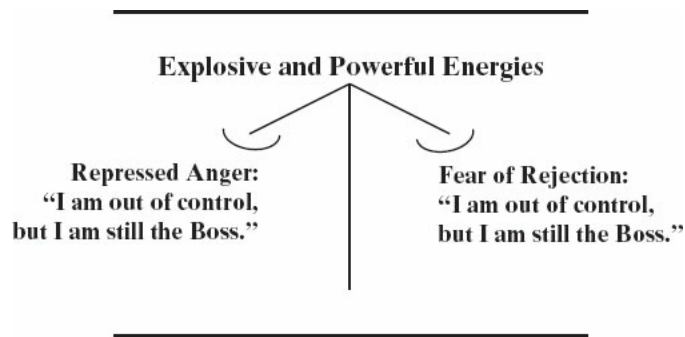 Explosive and Powerful Energies
Repressed Anger:
“I am out of control,
but I am still the Boss.”
Fear of Rejection:
“I am out of control,
but I am still the Boss.”